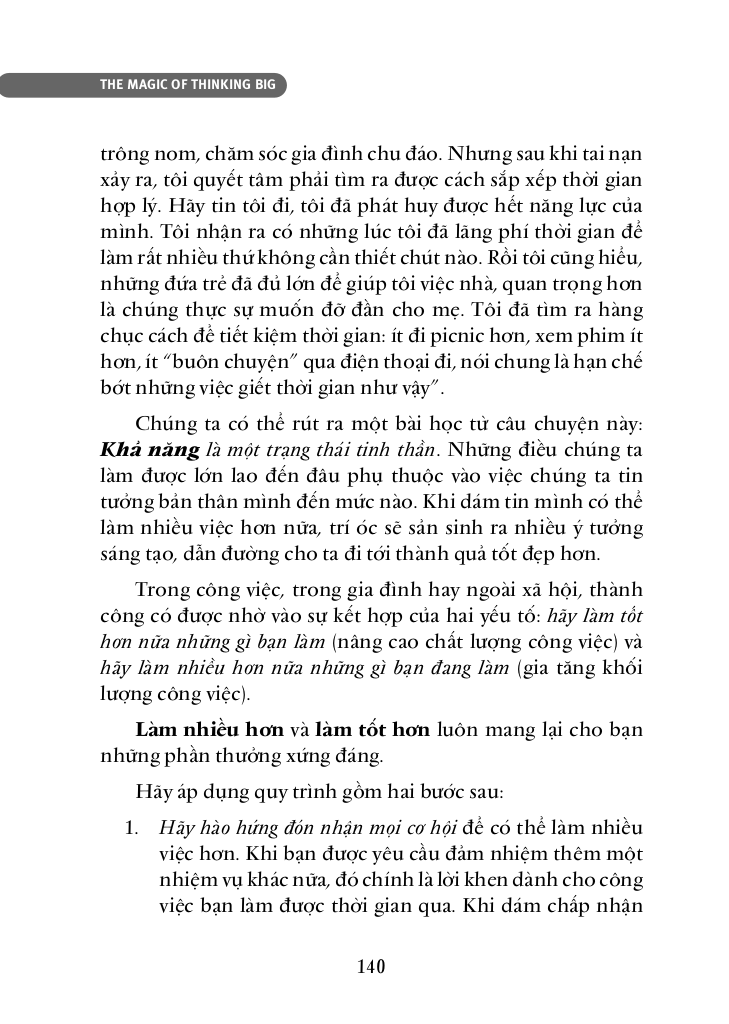 THE MAGIC OF THINKING BIG
trông nom, chăm sóc gia đình chu đáo. Nhưng sau khi tai nạn
xảy ra, tôi quyết tâm phải tìm ra được cách sắp xếp thời gian
hợp lý. Hãy tin tôi đi, tôi đã phát huy được hết năng lực của
mình. Tôi nhận ra có những lúc tôi đã lãng phí thời gian để
làm rất nhiều thứ không cần thiết chút nào. Rồi tôi cũng hiểu,
những đứa trẻ đã đủ lớn để giúp tôi việc nhà, quan trọng hơn
là chúng thực sự muốn đỡ đần cho mẹ. Tôi đã tìm ra hàng
chục cách để tiết kiệm thời gian: ít đi picnic hơn, xem phim ít
hơn, ít “buôn chuyện” qua điện thoại đi, nói chung là hạn chế
bớt những việc giết thời gian như vậy”.
Chúng ta có thể rút ra một bài học từ câu chuyện này:
Khả năng là một trạng thái tinh thần. Những điều chúng ta
làm được lớn lao đến đâu phụ thuộc vào việc chúng ta tin
tưởng bản thân mình đến mức nào. Khi dám tin mình có thể
làm nhiều việc hơn nữa, trí óc sẽ sản sinh ra nhiều ý tưởng
sáng tạo, dẫn đường cho ta đi tới thành quả tốt đẹp hơn.
Trong công việc, trong gia đình hay ngoài xã hội, thành
công có được nhờ vào sự kết hợp của hai yếu tố: hãy làm tốt
hơn nữa những gì bạn làm (nâng cao chất lượng công việc) và
hãy làm nhiều hơn nữa những gì bạn đang làm (gia tăng khối
lượng công việc).
Làm nhiều hơn và làm tốt hơn luôn mang lại cho bạn
những phần thưởng xứng đáng.
Hãy áp dụng quy trình gồm hai bước sau:
1. Hãy hào hứng đón nhận mọi cơ hội để có thể làm nhiều
việc hơn. Khi bạn được yêu cầu đảm nhiệm thêm một
nhiệm vụ khác nữa, đó chính là lời khen dành cho công
việc bạn làm được thời gian qua. Khi dám chấp nhận
140